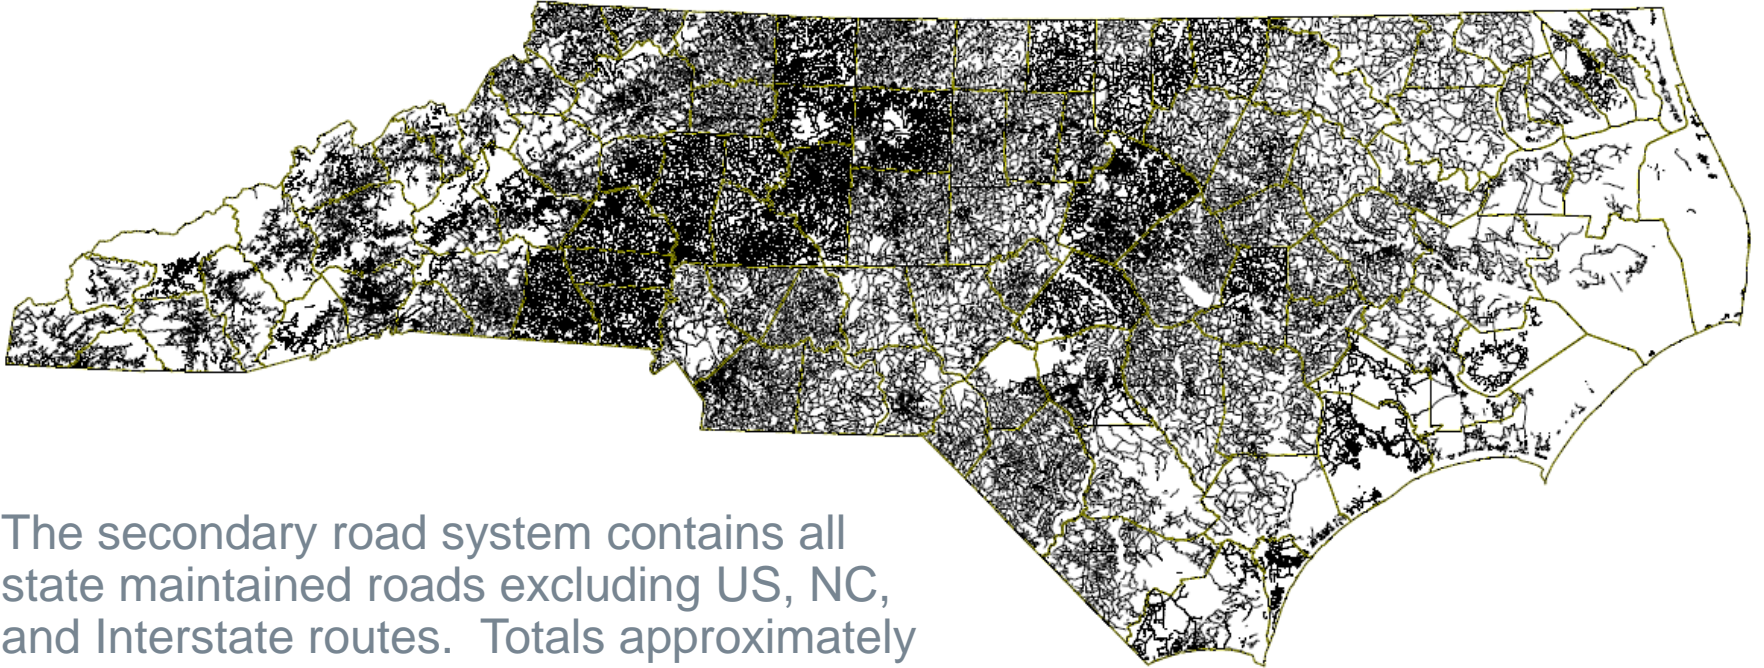 The secondary road system contains all
state maintained roads excluding US, NC,
and Interstate routes.  Totals approximately